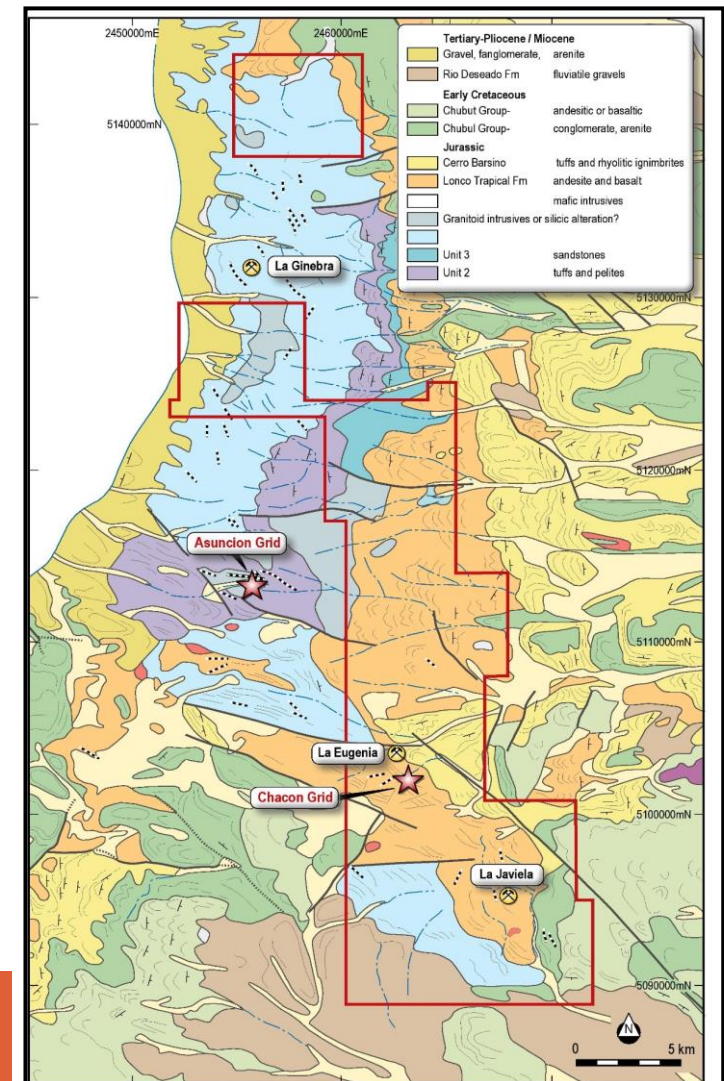 2450000mE
2460000mE
Tertiary-Pliocene / Miocene
Gravel, fanglomerate, arenite
Rio Deseado Fm fluviatile gravels
Early Cretaceous
Chubut Group- andesitic or basaltic
Chubul Group- conglomerate, arenite
Jurassic
Cerro Barsino tuffs and rhyolitic ignimbrites
Lonco Trapical Fm andesite and basalt
mafic intrusives
Granitoid intrusives or silicic alteration?
Unit 3 sandstones
Unit 2 tuffs and pelites
5140000mN
La Ginebra
5130000mN
5120000mN
Asuncion Grid
5110000mN
La Eugenia
Chacon Grid
5100000mN
La Javiela
5090000mN
N
0 5 km